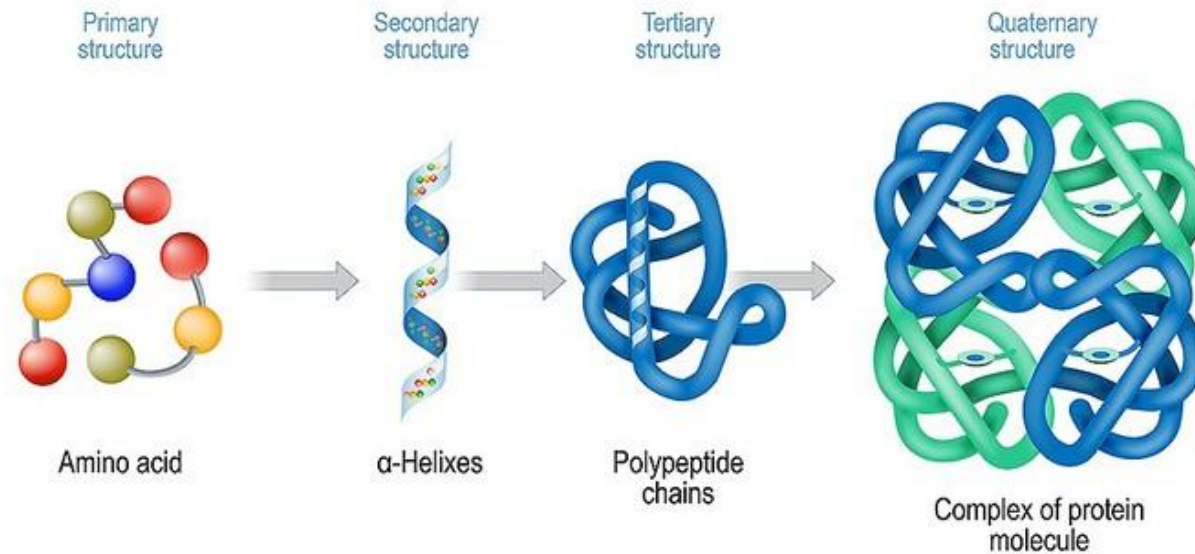 Primary
structure
Secondary
structure
Tertiary
structure
Quaternary
structure
Amino acid
α-Helixes
Polypeptide
chains
Complex of protein
molecule